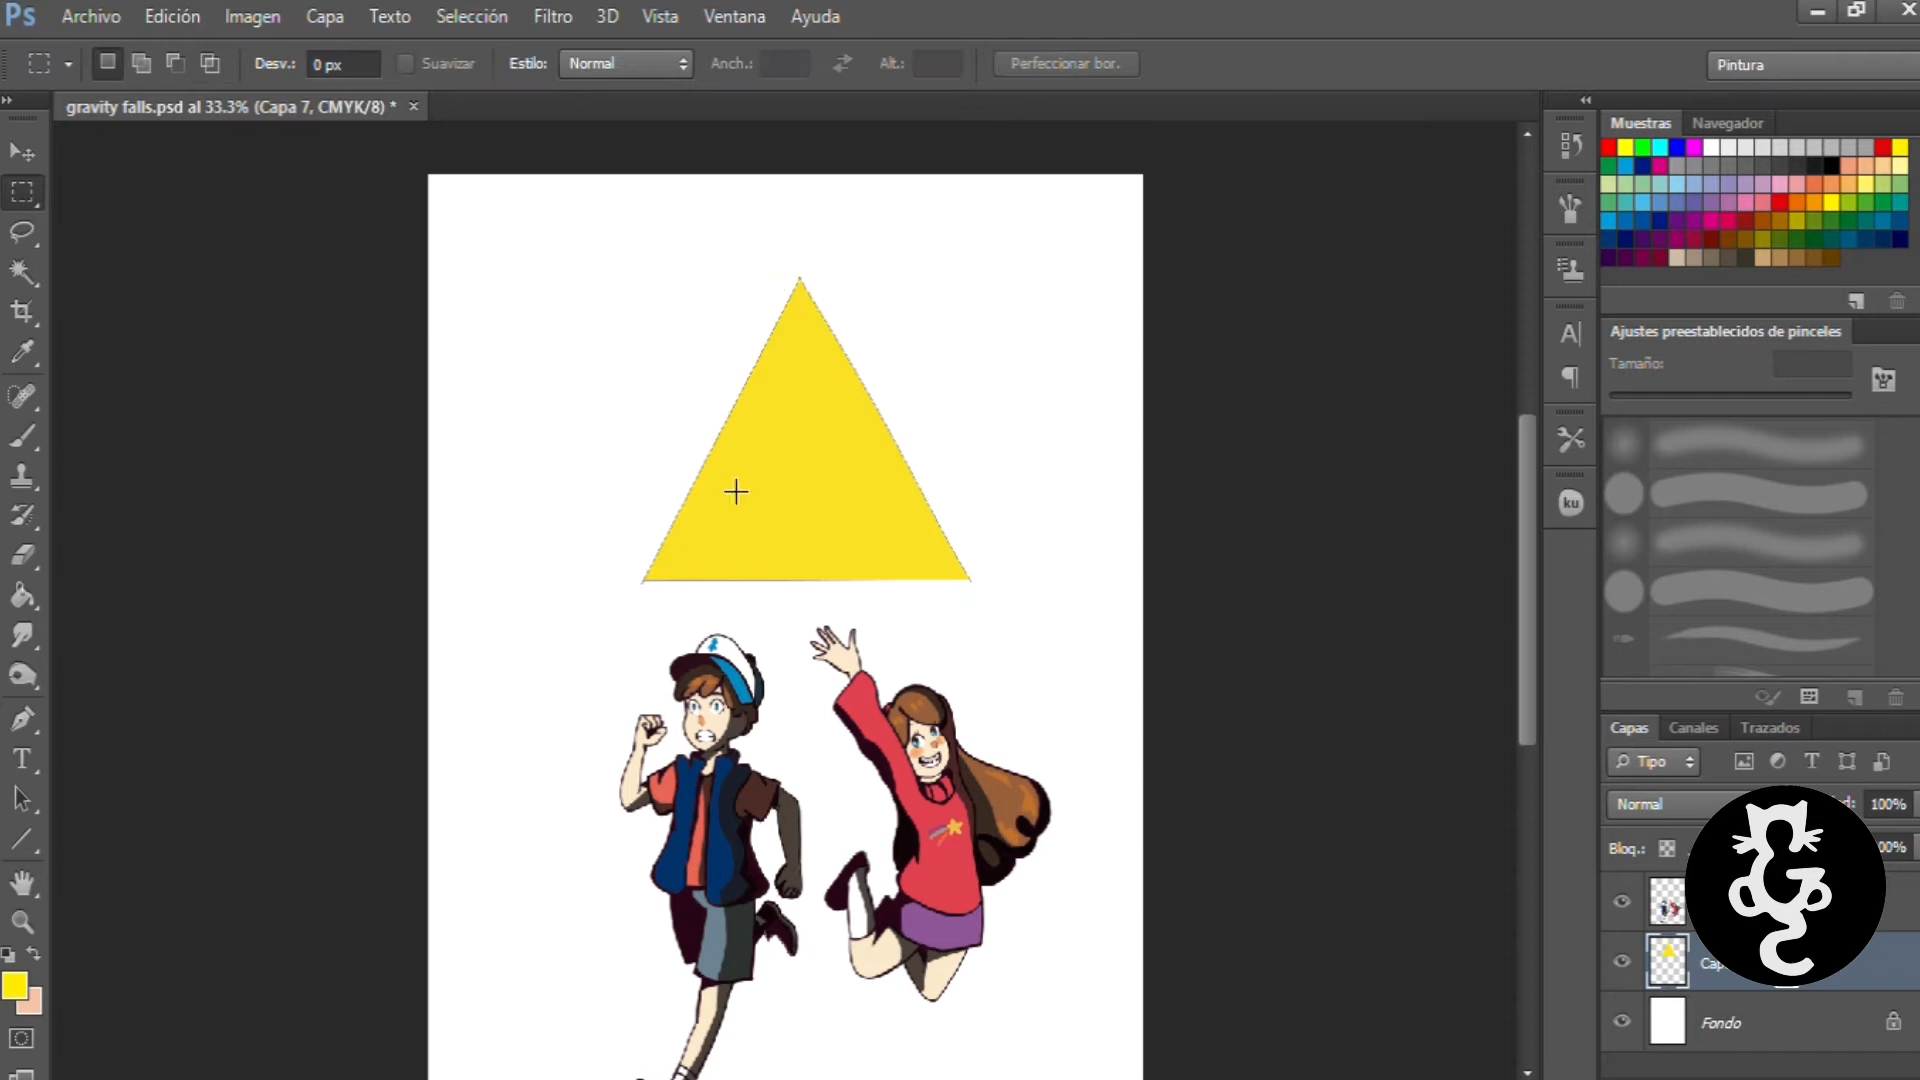 Ps Archivo Edición Imagen Capa Texto Selección Filtro 3D Vista Ventana Ayuda
Desv.: 0 px Suavizar Estilo: Normal Anch.: Alt.: Perfeccionar bor. Pintura
gravity falls.psd al 33.3% (Capa 7, CMYK/8) * ×
Muestras Navegador
Ajustes preestablecidos de pinceles
Tamaño:
ku
Capas Canales Trazados
Tipo
Normal 100%
Bloq.:
Fondo